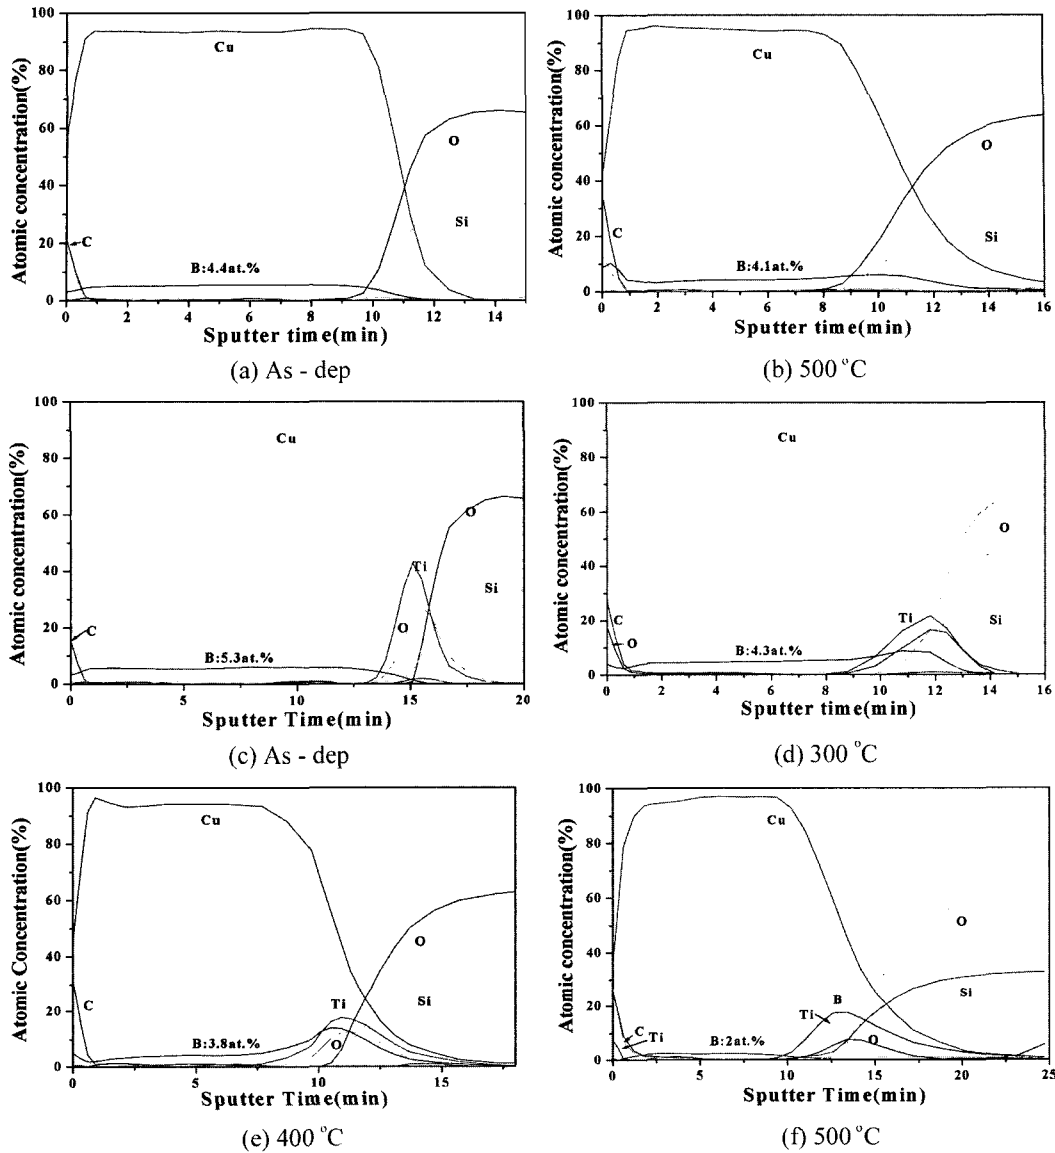 100
80
60
40
20
0
Atomic concentration(%)
Cu
O
Si
C
B:4.4at.%
0 2 4 6 8 10 12 14
Sputter time(min)
(a) As - dep
100
80
60
40
20
0
Atomic concentration(%)
Cu
O
Si
C
B:4.1at.%
0 2 4 6 8 10 12 14 16
Sputter time(min)
(b) 500 °C
100
80
60
40
20
0
Atomic concentration(%)
Cu
O
Ti
Si
C
O
B:5.3at.%
0 5 10 15 20
Sputter Time(min)
(c) As - dep
100
80
60
40
20
0
Atomic concentration(%)
Cu
O
C
Ti
Si
O
B:4.3at.%
0 2 4 6 8 10 12 14 16
Sputter time(min)
(d) 300 °C
100
80
60
40
20
0
Atomic Concentration(%)
Cu
O
C
Ti
Si
B:3.8at.%
O
0 5 10 15
Sputter Time(min)
(e) 400 °C
100
80
60
40
20
0
Atomic concentration(%)
Cu
O
Si
B
Ti
C
Ti
B:2at.%
O
0 5 10 15 20 25
Sputter Time(min)
(f) 500 °C